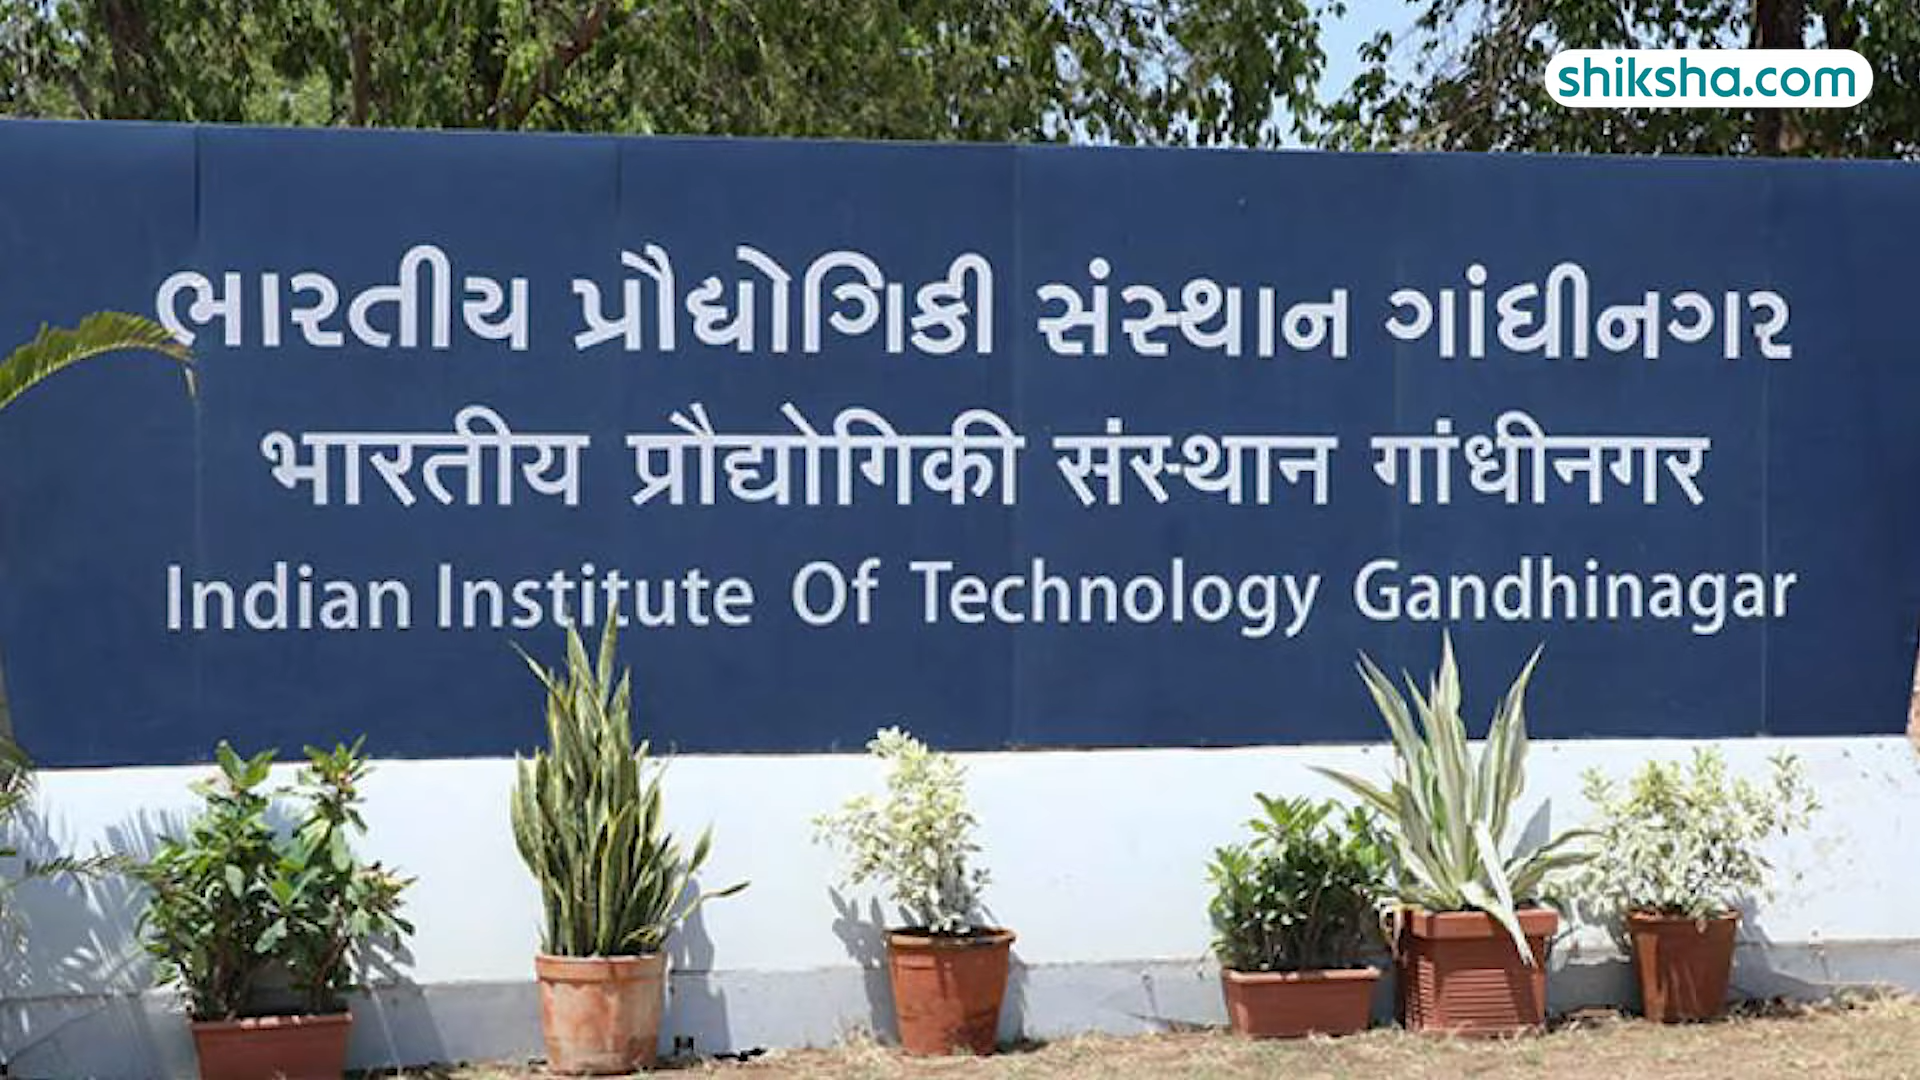 shiksha.com
ભારતીય પ્રૌદ્યોગિકી સંસ્થાન ગાંધીનગર
भारतीय प्रौद्योगिकी संस्थान गांधीनगर
Indian Institute Of Technology Gandhinagar